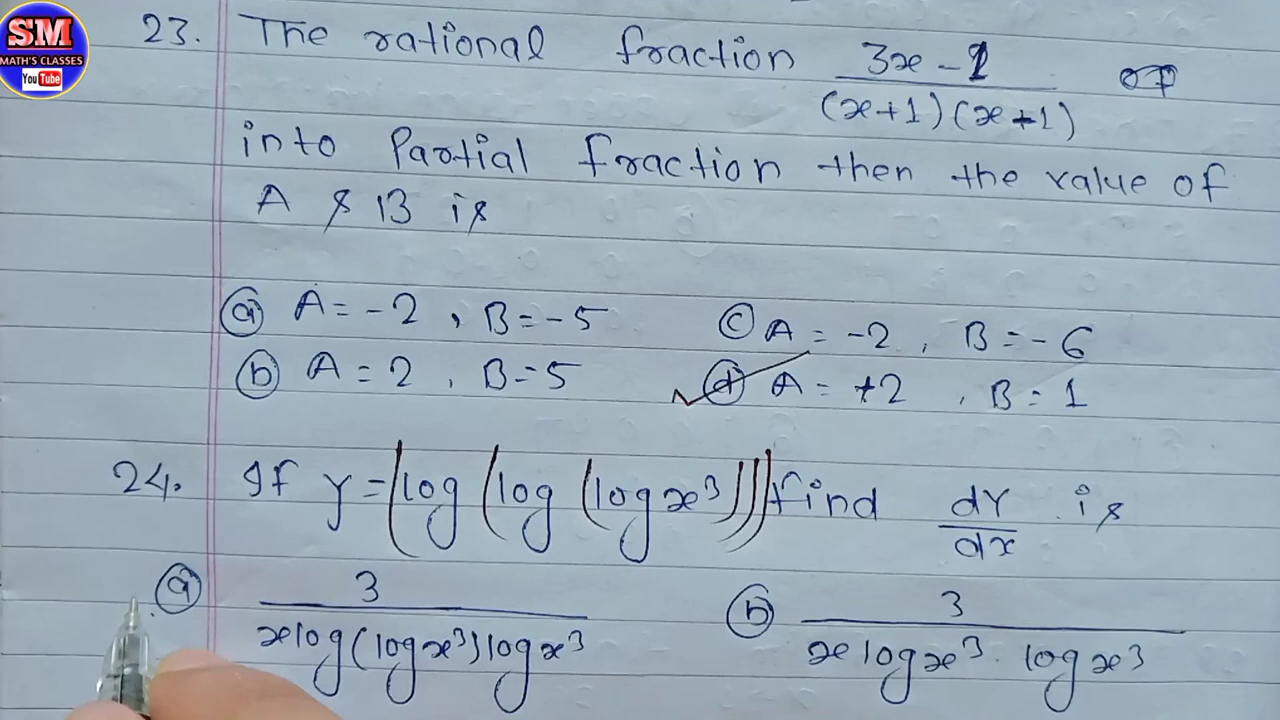 SM
MATH'S CLASSES
YouTube
23. The rational fraction (3x - 1)/((x+1)(x+1)) of
into Partial fraction then the value of
A & B is
(a) A = -2, B = -5 (c) A = -2, B = -6
(b) A = 2, B = 5 (d) A = +2, B = 1
24. If y = (log (log (log x³))) find dY/dx is
(a) 3/(x log(log x³) log x³) (b) 3/(x log x³ . log x³)